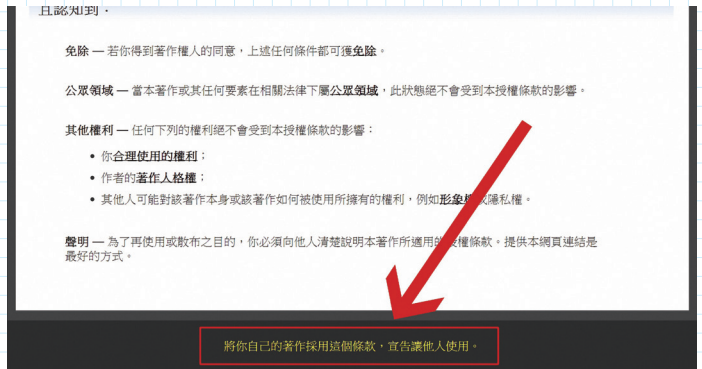 且認知到：
免除 — 若你得到著作權人的同意，上述任何條件都可獲免除。
公眾領域 — 當本著作或其任何要素在相關法律下屬公眾領域，此狀態絕不會受到本授權條款的影響。
其他權利 — 任何下列的權利絕不會受到本授權條款的影響：
• 你合理使用的權利；
• 作者的著作人格權；
• 其他人可能對該著作本身或該著作如何被使用所擁有的權利，例如形象 隱私權。
聲明 — 為了再使用或散布之目的，你必須向他人清楚說明本著作所適用的 權條款。提供本網頁連結是
最好的方式。
將你自己的著作採用這個條款，宣告讓他人使用。